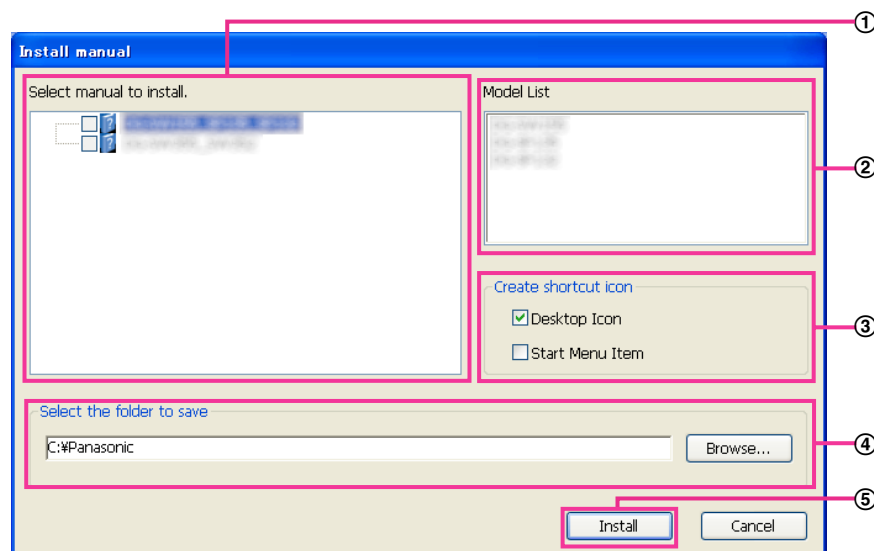 ①
Install manual
Select manual to install.
Model List
②
Create shortcut icon
Desktop Icon
Start Menu Item
③
Select the folder to save
C:¥Panasonic
Browse...
④
⑤
Install
Cancel